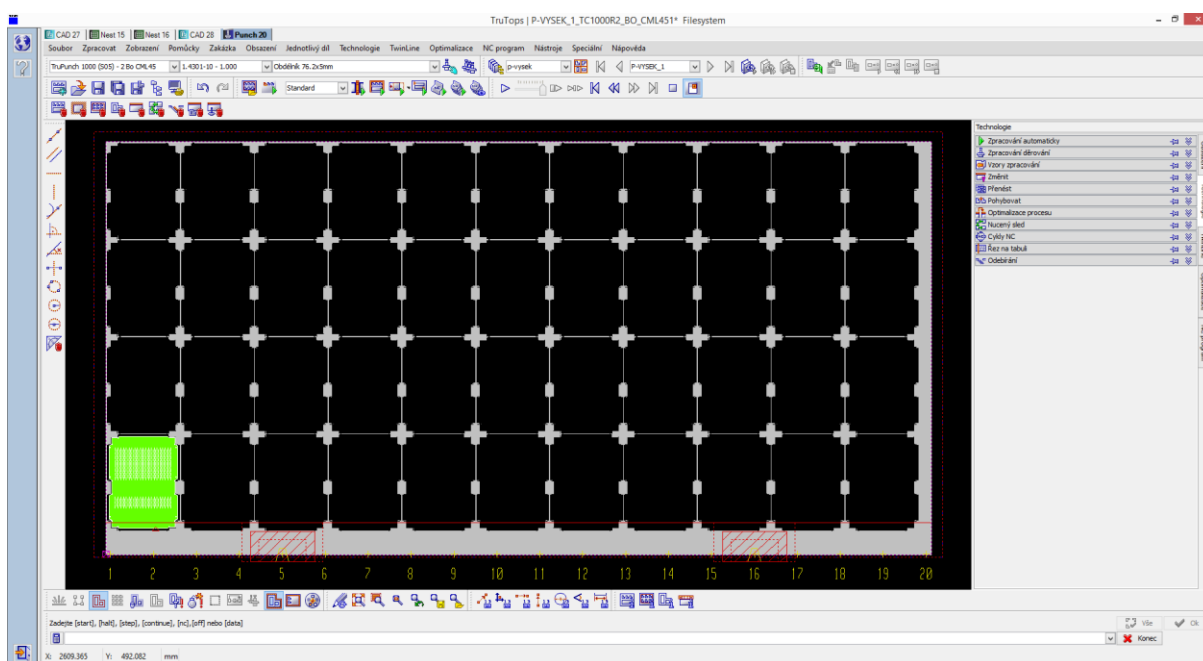 TruTops | P-VYSEK_1_TC1000R2_BO_CML451* Filesystem
CAD 27 Nest 15 Nest 16 CAD 28 Punch 20
Soubor Zpracovat Zobrazení Pomůcky Zakázka Obsazení Jednotlivý díl Technologie TwinLine Optimalizace NC program Nástroje Speciální Nápověda
TruPunch 1000 (S05) - 2 Bo CML45 1.4301-10 - 1.000 Obdélník 76.2x5mm p-vysek P-VYSEK_1
Standard
Technologie
Zpracování automaticky
Zpracování děrování
Vzory zpracování
Změnit
Přenést
Pohybovat
Optimalizace procesu
Nucený sled
Cykly NC
Řez na tabuli
Odebírání
1 2 3 4 5 6 7 8 9 10 11 12 13 14 15 16 17 18 19 20
Zadejte [start], [halt], [step], [continue], [nc],[off] nebo [data]
Vše Ok
Konec
X: 2609.365 Y: 492.082 mm